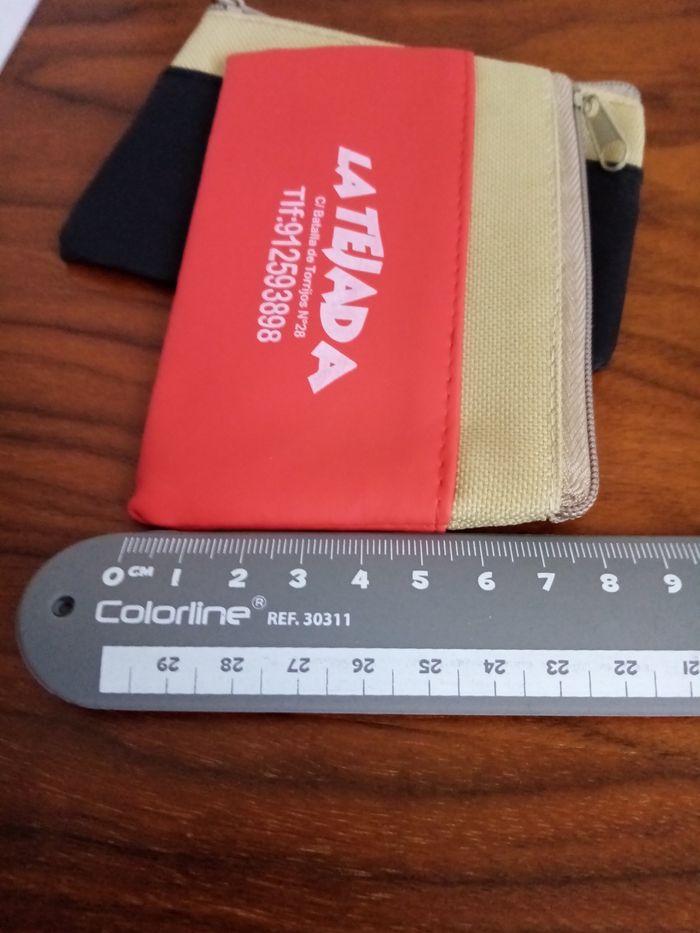 LA TEJADA
C/ Batalla de Torrijos Nº28
Tlf:912593898
0 CM 1 2 3 4 5 6 7 8 9
Colorline® REF. 30311
29 28 27 26 25 24 23 22 21